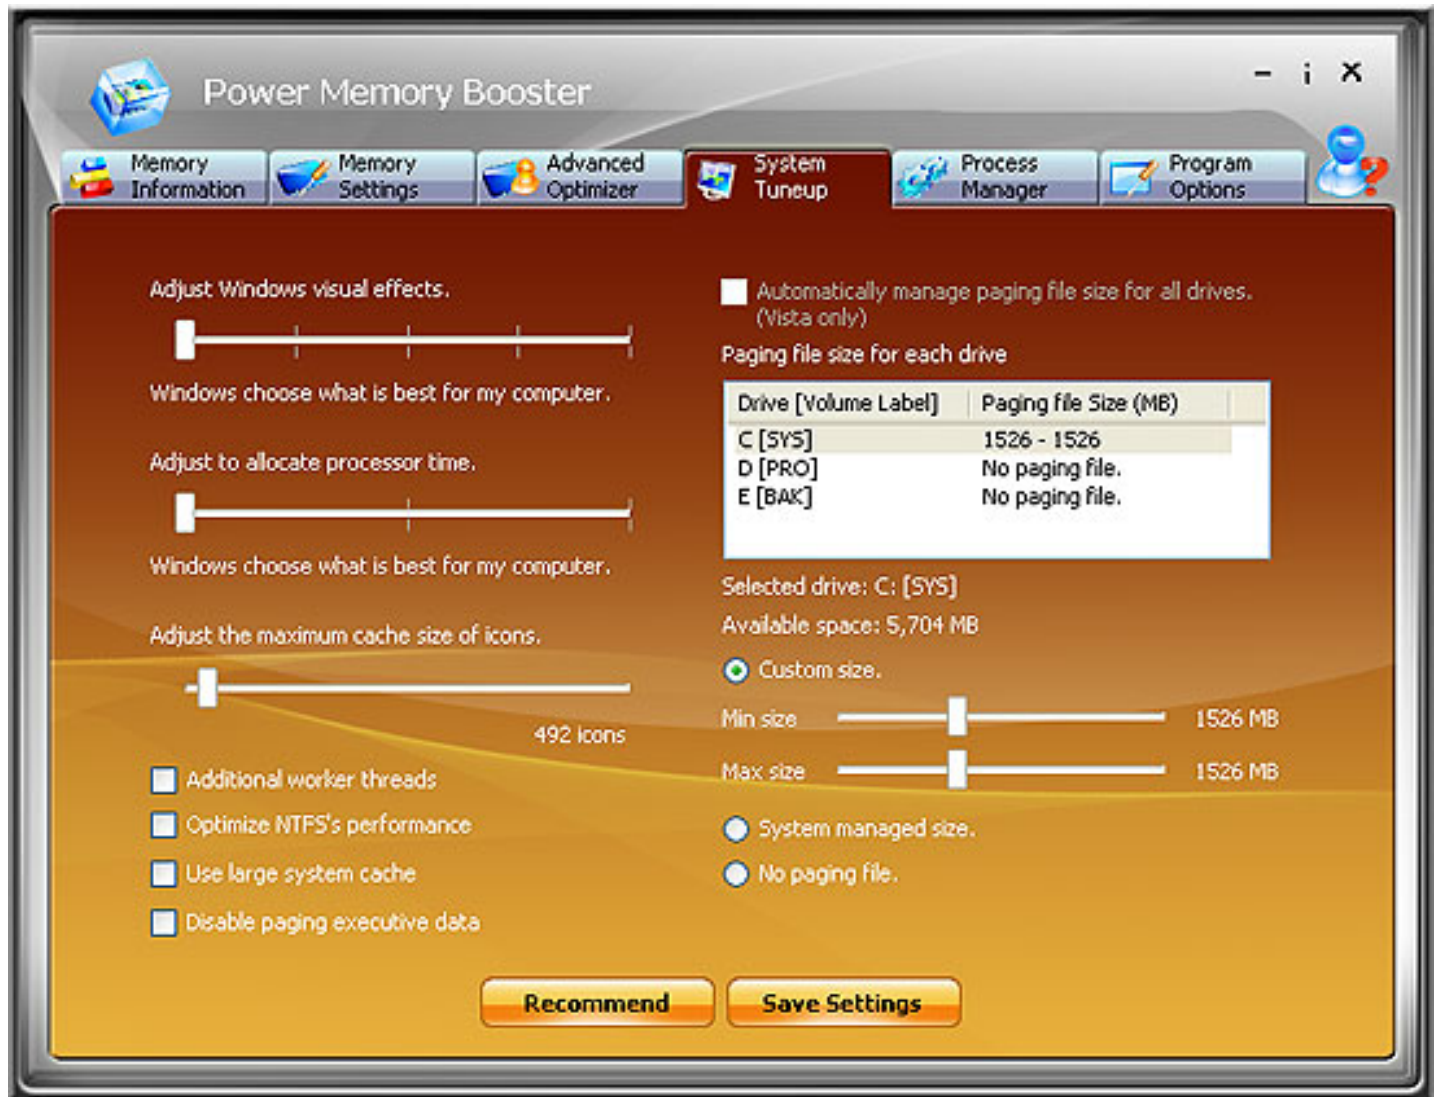 Power Memory Booster
Memory Information
Memory Settings
Advanced Optimizer
System Tuneup
Process Manager
Program Options
Adjust Windows visual effects.
Windows choose what is best for my computer.
Adjust to allocate processor time.
Windows choose what is best for my computer.
Adjust the maximum cache size of icons.
492 icons
Additional worker threads
Optimize NTFS's performance
Use large system cache
Disable paging executive data
Automatically manage paging file size for all drives.
(Vista only)
Paging file size for each drive
Drive [Volume Label] Paging file Size (MB)
C [SYS] 1526 - 1526
D [PRO] No paging file.
E [BAK] No paging file.
Selected drive: C: [SYS]
Available space: 5,704 MB
Custom size.
Min size 1526 MB
Max size 1526 MB
System managed size.
No paging file.
Recommend
Save Settings